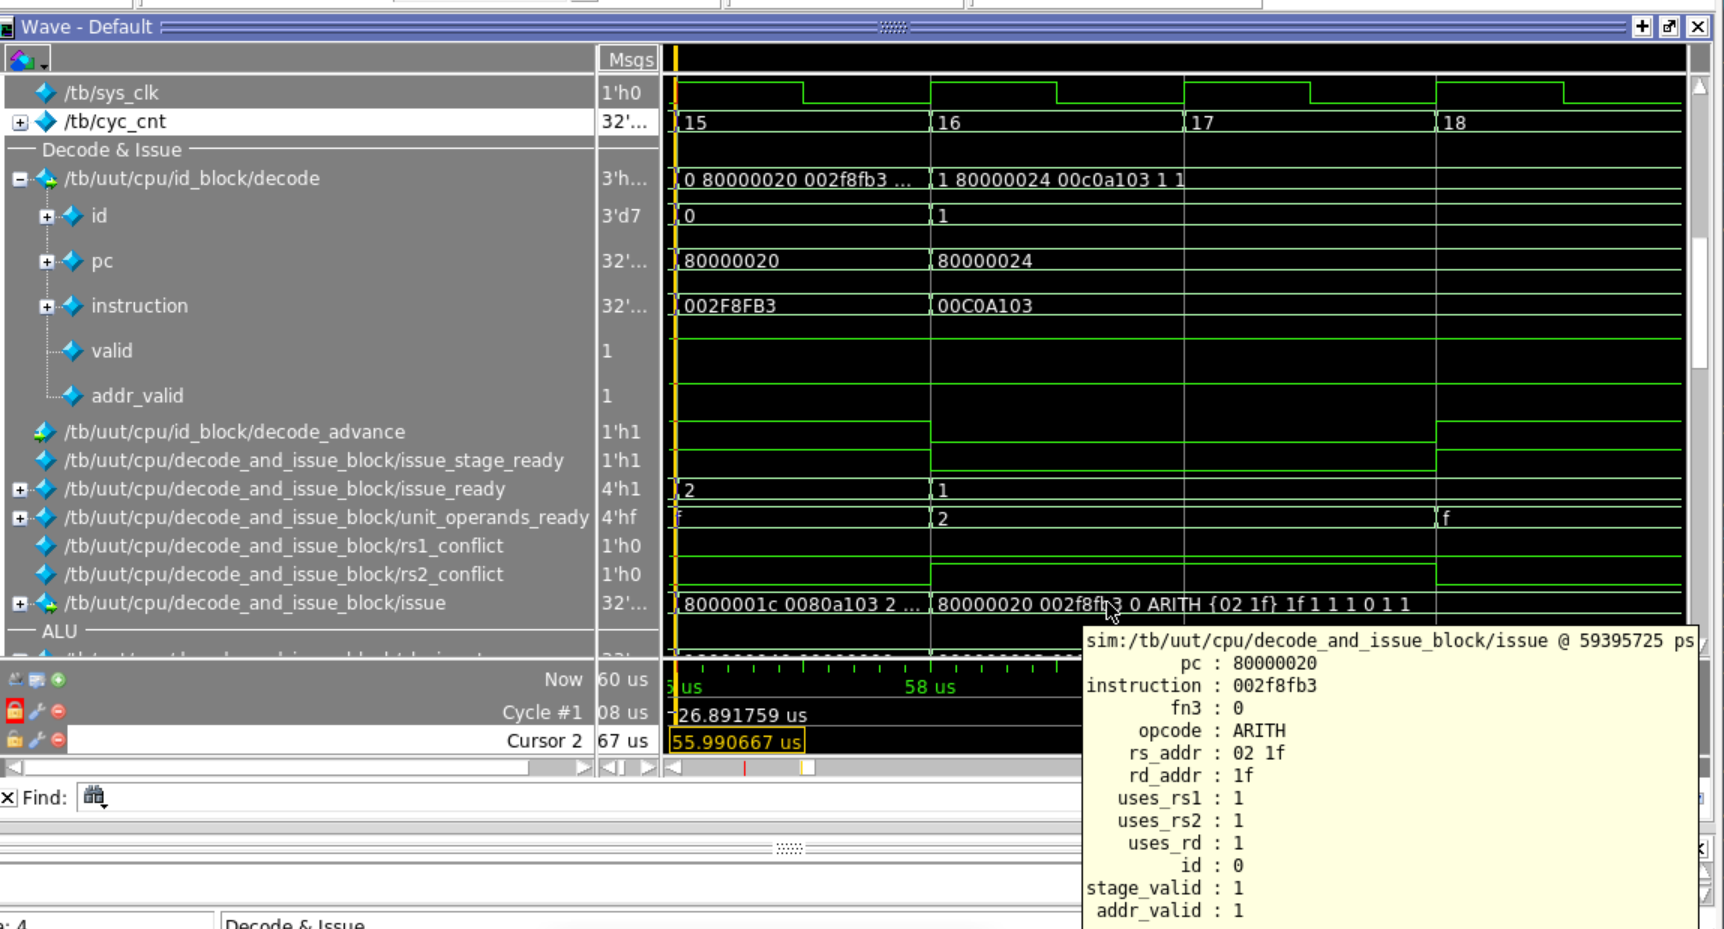 Wave - Default
Msgs
/tb/sys_clk 1'h0
/tb/cyc_cnt 32'... 15 16 17 18
Decode & Issue
/tb/uut/cpu/id_block/decode 3'h... 0 80000020 002f8fb3 ... 1 80000024 00c0a103 1 1
id 3'd7 0 1
pc 32'... 80000020 80000024
instruction 32'... 002F8FB3 00C0A103
valid 1
addr_valid 1
/tb/uut/cpu/id_block/decode_advance 1'h1
/tb/uut/cpu/decode_and_issue_block/issue_stage_ready 1'h1
/tb/uut/cpu/decode_and_issue_block/issue_ready 4'h1 2 1
/tb/uut/cpu/decode_and_issue_block/unit_operands_ready 4'hf f 2 f
/tb/uut/cpu/decode_and_issue_block/rs1_conflict 1'h0
/tb/uut/cpu/decode_and_issue_block/rs2_conflict 1'h0
/tb/uut/cpu/decode_and_issue_block/issue 32'... 8000001c 0080a103 2 ... 80000020 002f8fb3 0 ARITH {02 1f} 1f 1 1 1 0 1 1
ALU
sim:/tb/uut/cpu/decode_and_issue_block/issue @ 59395725 ps
pc : 80000020
instruction : 002f8fb3
fn3 : 0
opcode : ARITH
rs_addr : 02 1f
rd_addr : 1f
uses_rs1 : 1
uses_rs2 : 1
uses_rd : 1
id : 0
stage_valid : 1
addr_valid : 1
Now 60 us us 58 us
Cycle #1 08 us 26.891759 us
Cursor 2 67 us 55.990667 us
Find:
: 4 Decode & Issue